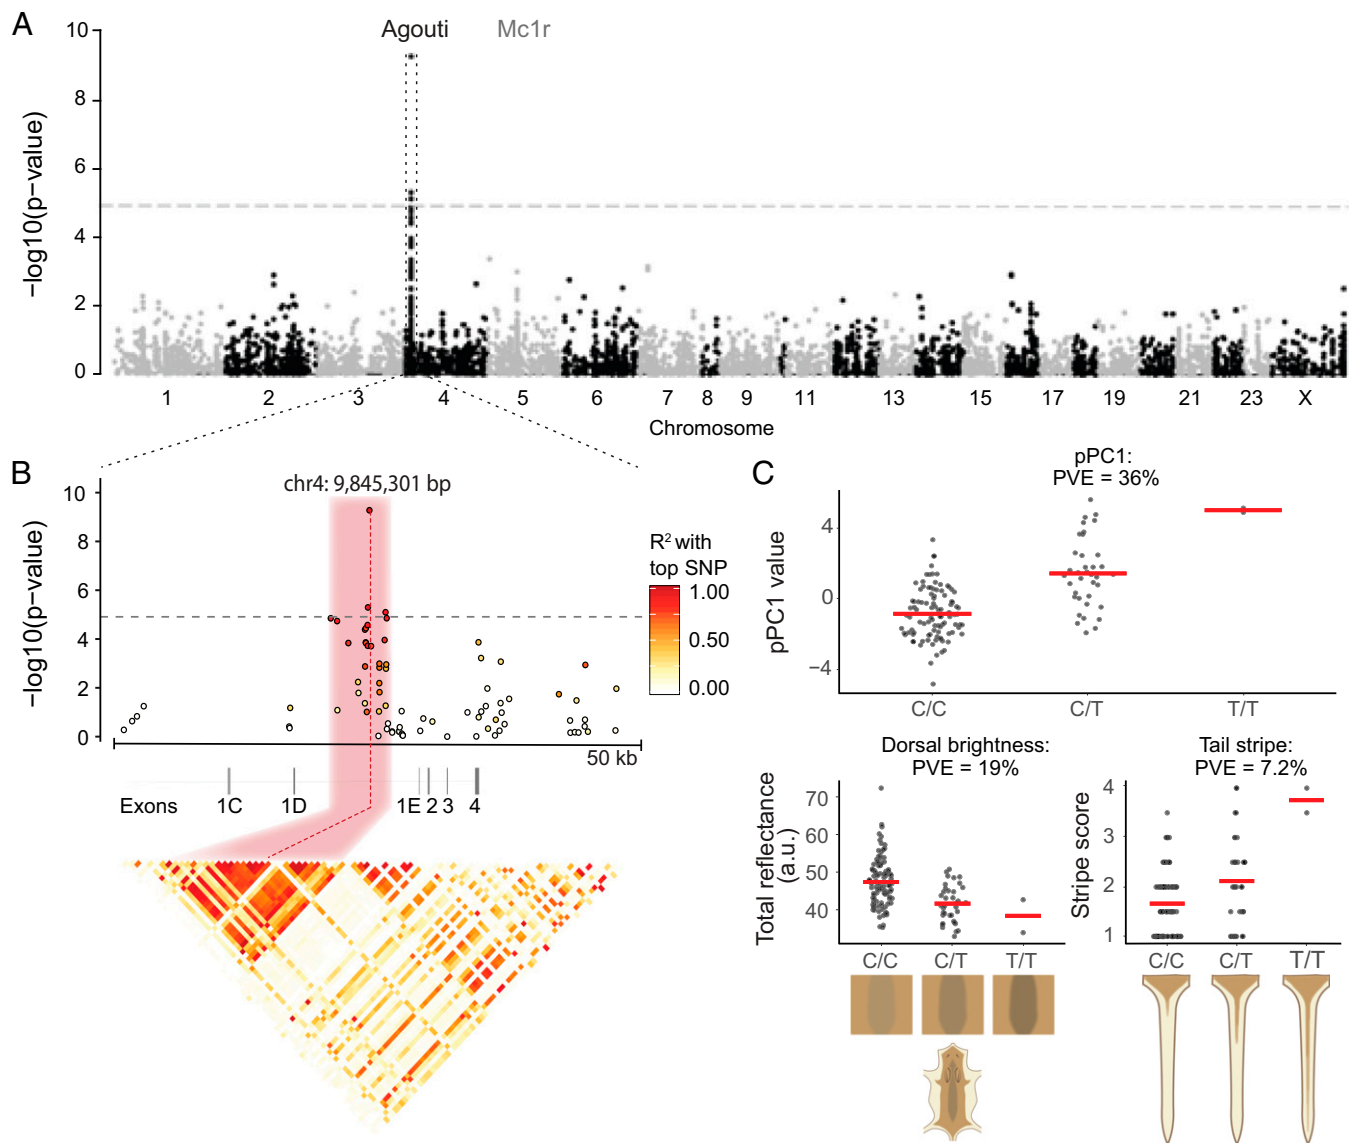 A
Agouti Mc1r
−log10(p−value)
10
8
6
4
2
0
1 2 3 4 5 6 7 8 9 11 13 15 17 19 21 23 X
Chromosome
B
chr4: 9,845,301 bp
−log10(p−value)
10
8
6
4
2
0
50 kb
R² with
top SNP
1.00
0.50
0.00
Exons 1C 1D 1E 2 3 4
C
pPC1:
PVE = 36%
pPC1 value
4
0
−4
C/C C/T T/T
Dorsal brightness:
PVE = 19%
Total reflectance
(a.u.)
70
60
50
40
C/C C/T T/T
Tail stripe:
PVE = 7.2%
Stripe score
4
3
2
1
C/C C/T T/T